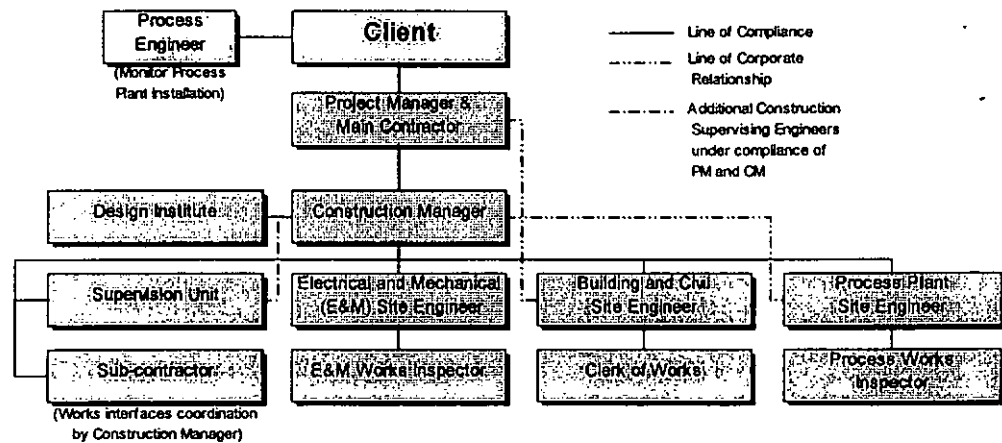 Process
Engineer
(Monitor Process
Plant Installation)
Client
Line of Compliance
Line of Corporate
Relationship
Additional Construction
Supervising Engineers
under compliance of
PM and CM
Project Manager &
Main Contractor
Design Institute
Construction Manager
Supervision Unit
Electrical and Mechanical
(E&M) Site Engineer
Building and Civil
Site Engineer
Process Plant
Site Engineer
Sub-contractor
(Works interfaces coordination
by Construction Manager)
E&M Works Inspector
Clerk of Works
Process Works
Inspector